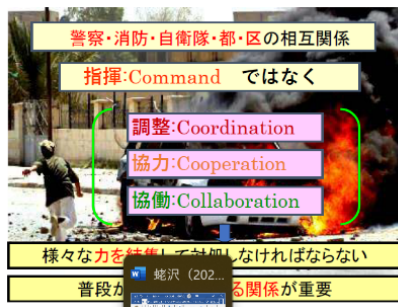 警察・消防・自衛隊・都・区の相互関係
指揮:Command ではなく
調整:Coordination
協力:Cooperation
協働:Collaboration
様々な力を結集して対処しなければならない
普段か る関係が重要
蛯沢（202...